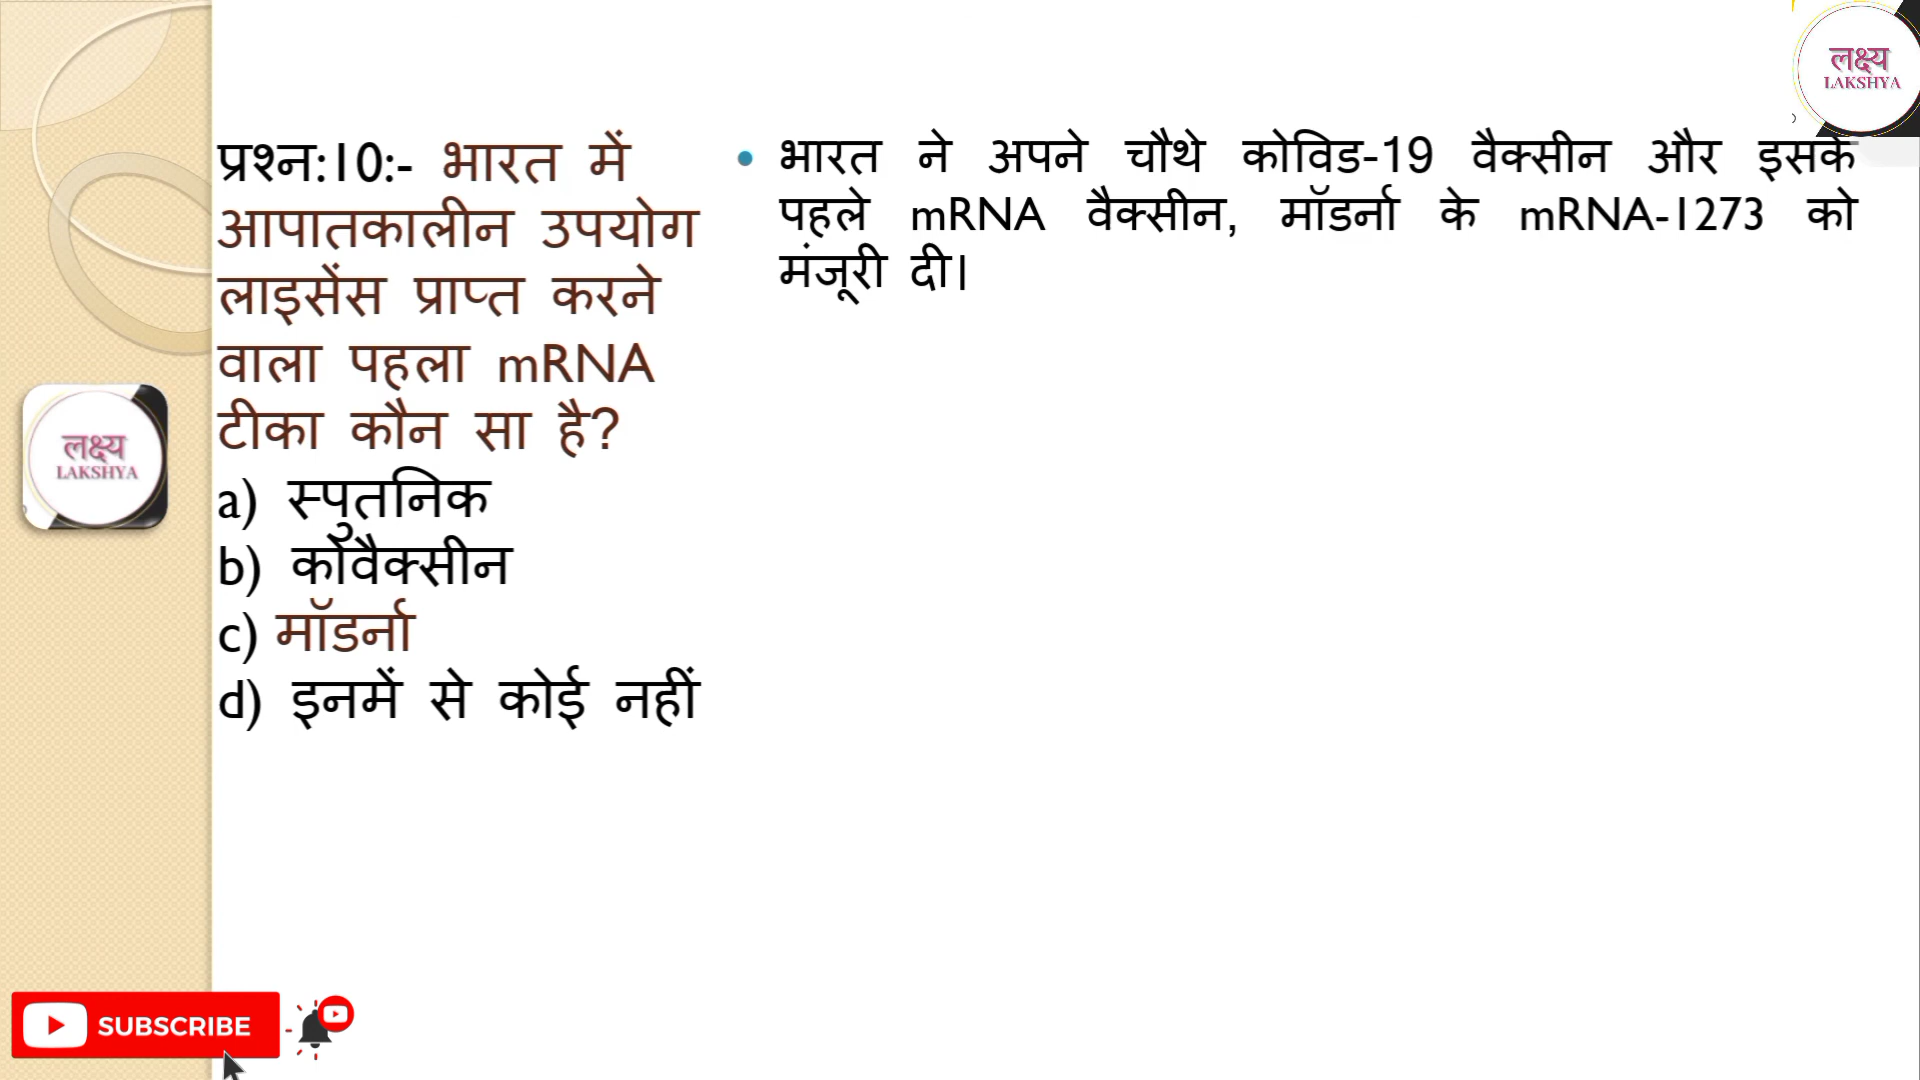 लक्ष्य
LAKSHYA
प्रश्न:10:- भारत में
आपातकालीन उपयोग
लाइसेंस प्राप्त करने
वाला पहला mRNA
टीका कौन सा है?
a) स्पुतनिक
b) कोवैक्सीन
c) मॉडर्ना
d) इनमें से कोई नहीं
भारत ने अपने चौथे कोविड-19 वैक्सीन और इसके
पहले mRNA वैक्सीन, मॉडर्ना के mRNA-1273 को
मंजूरी दी।
लक्ष्य
LAKSHYA
SUBSCRIBE